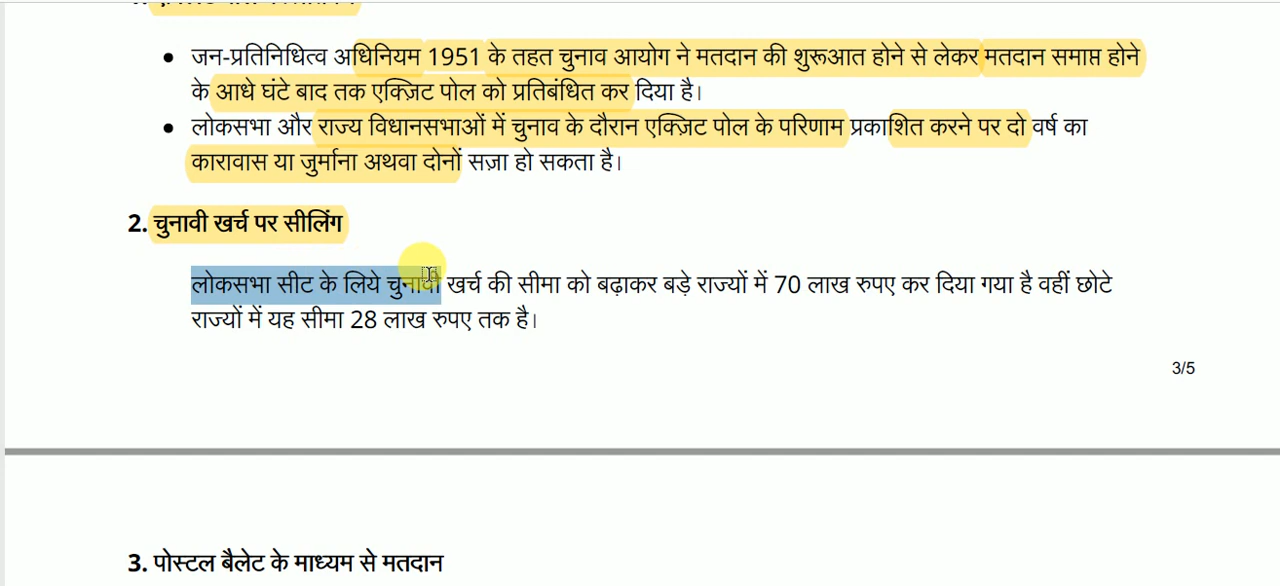 जन-प्रतिनिधित्व अधिनियम 1951 के तहत चुनाव आयोग ने मतदान की शुरूआत होने से लेकर मतदान समाप्त होने
के आधे घंटे बाद तक एक्ज़िट पोल को प्रतिबंधित कर दिया है।
लोकसभा और राज्य विधानसभाओं में चुनाव के दौरान एक्ज़िट पोल के परिणाम प्रकाशित करने पर दो वर्ष का
कारावास या जुर्माना अथवा दोनों सज़ा हो सकता है।
2. चुनावी खर्च पर सीलिंग
लोकसभा सीट के लिये चुनावी खर्च की सीमा को बढ़ाकर बड़े राज्यों में 70 लाख रुपए कर दिया गया है वहीं छोटे
राज्यों में यह सीमा 28 लाख रुपए तक है।
3/5
3. पोस्टल बैलेट के माध्यम से मतदान